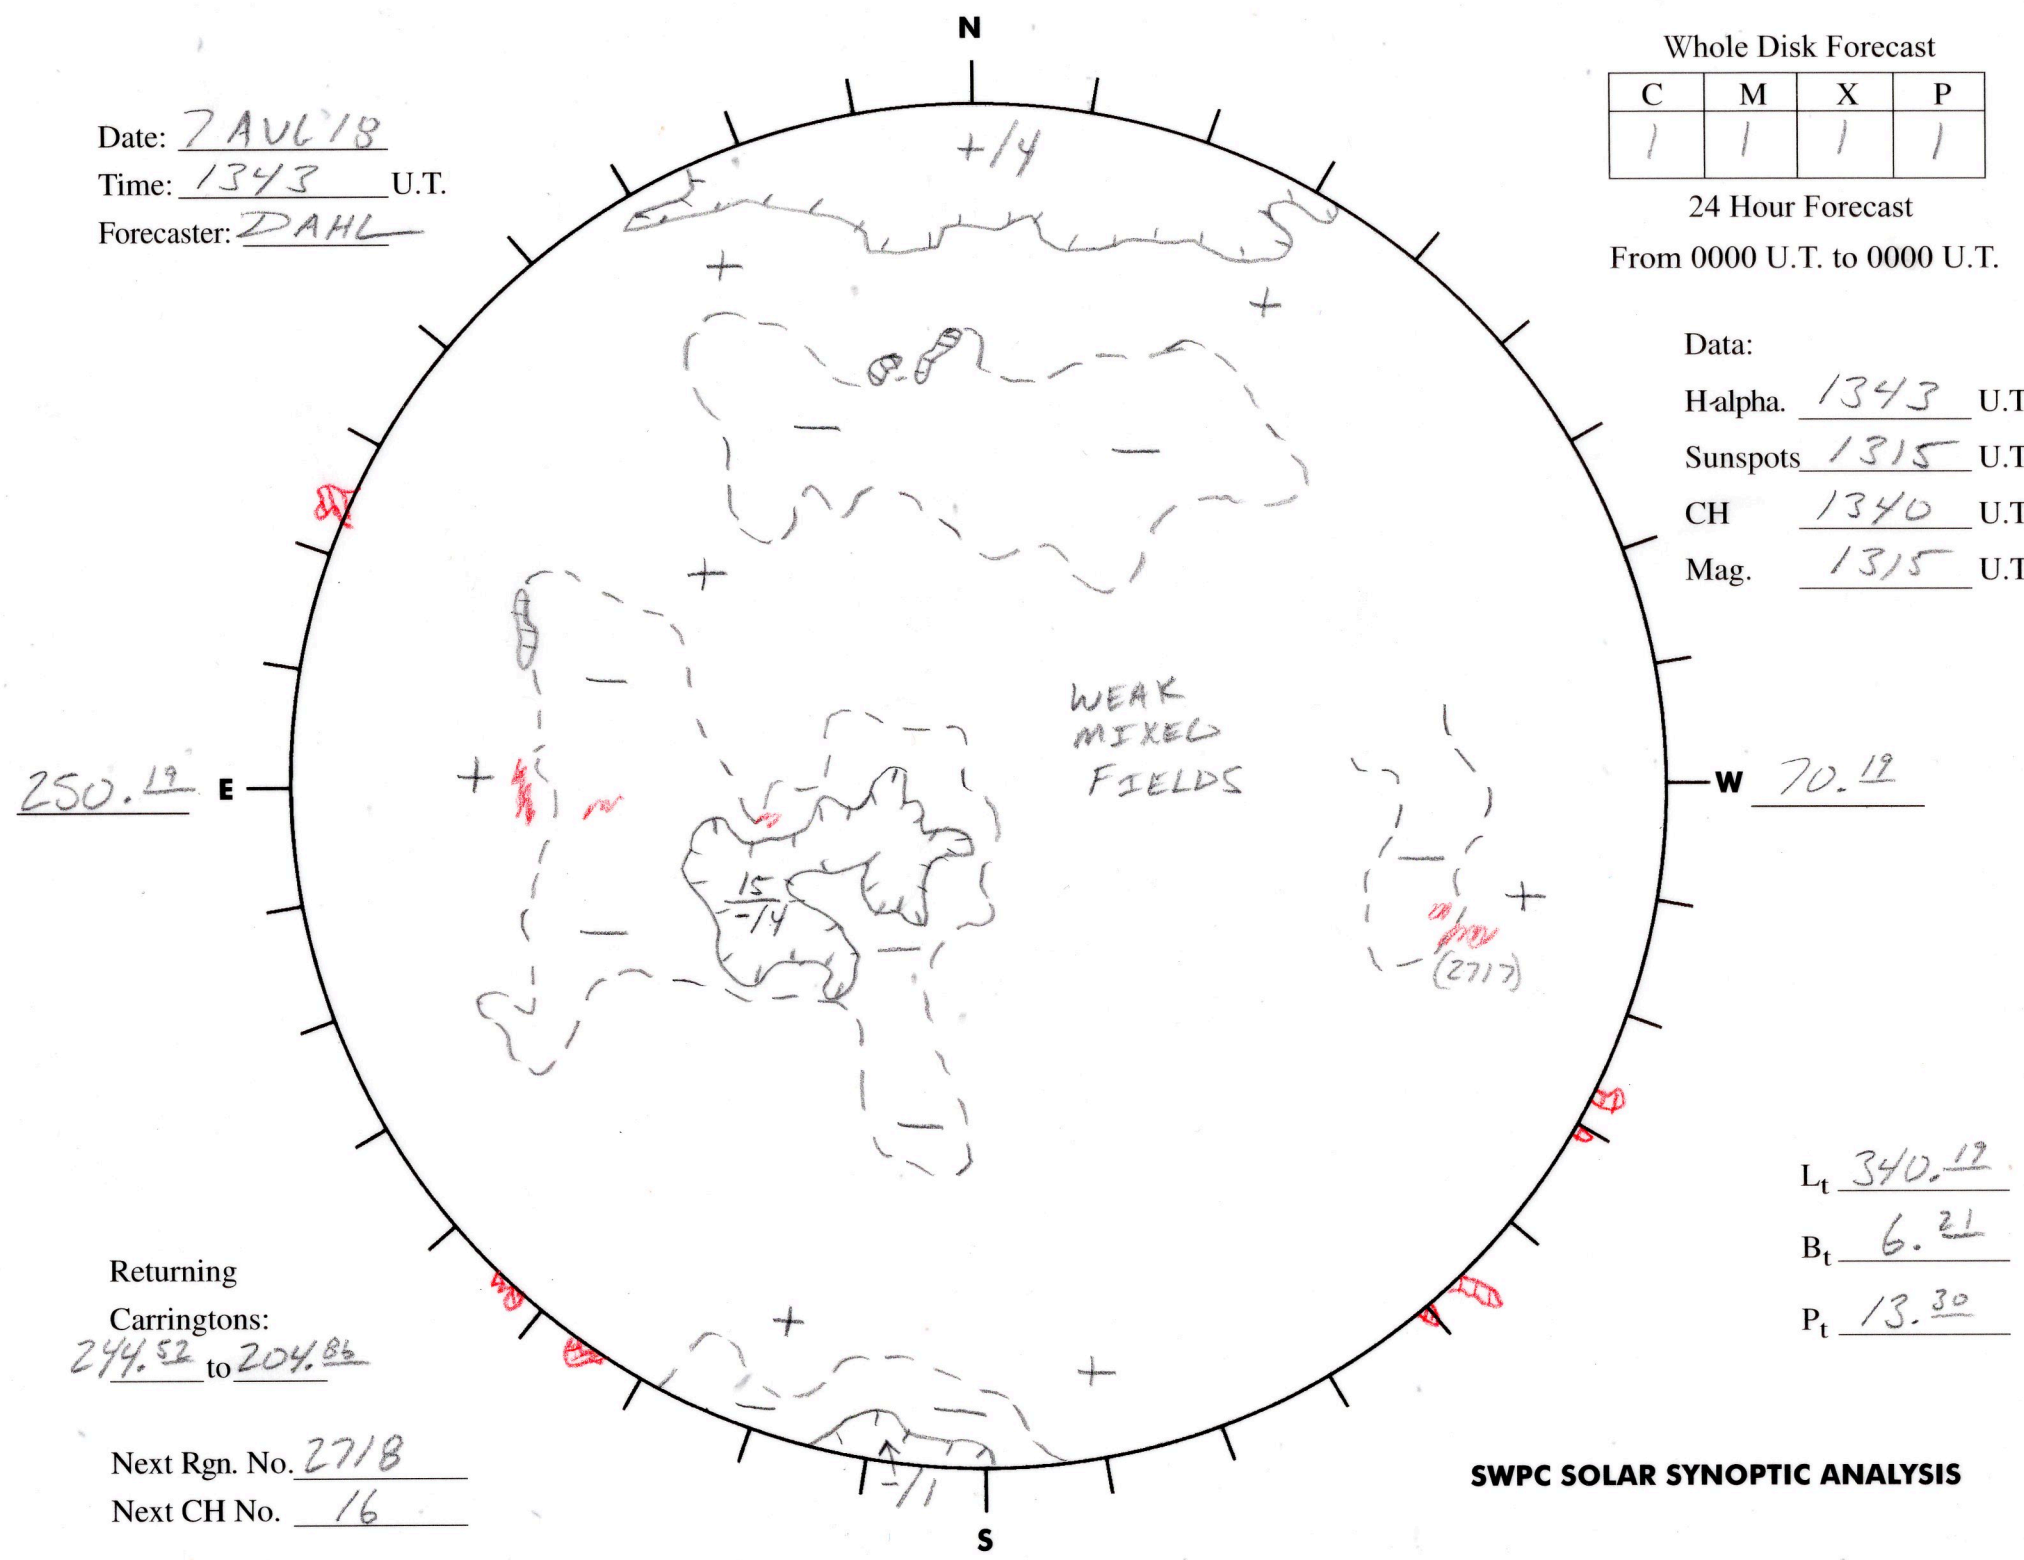 N
Whole Disk Forecast
C M X P
1 1 1 1
24 Hour Forecast
From 0000 U.T. to 0000 U.T.
Date: 7 AUG '18
Time: 1343 U.T.
Forecaster: DAHL
+/4
+
+
Data:
H-alpha. 1343 U.T
Sunspots 1315 U.T
CH 1340 U.T
Mag. 1315 U.T
—
—
+
—
WEAK
MIXED
FIELDS
250.19 E
+
W 70.19
—
15
-/4
+
—
—
(2717)
—
Lt 340.19
Bt 6.21
Pt 13.30
Returning
Carringtons:
244.52 to 204.86
+
+
—
—
-/1
Next Rgn. No. 2718
Next CH No. 16
SWPC SOLAR SYNOPTIC ANALYSIS
S